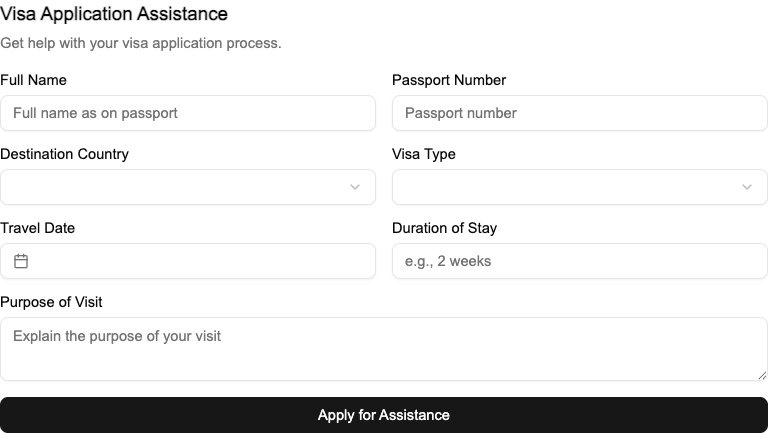 Visa Application Assistance
Get help with your visa application process.
Full Name
Passport Number
Full name as on passport
Passport number
Destination Country
Visa Type
Travel Date
Duration of Stay
e.g., 2 weeks
Purpose of Visit
Explain the purpose of your visit
Apply for Assistance